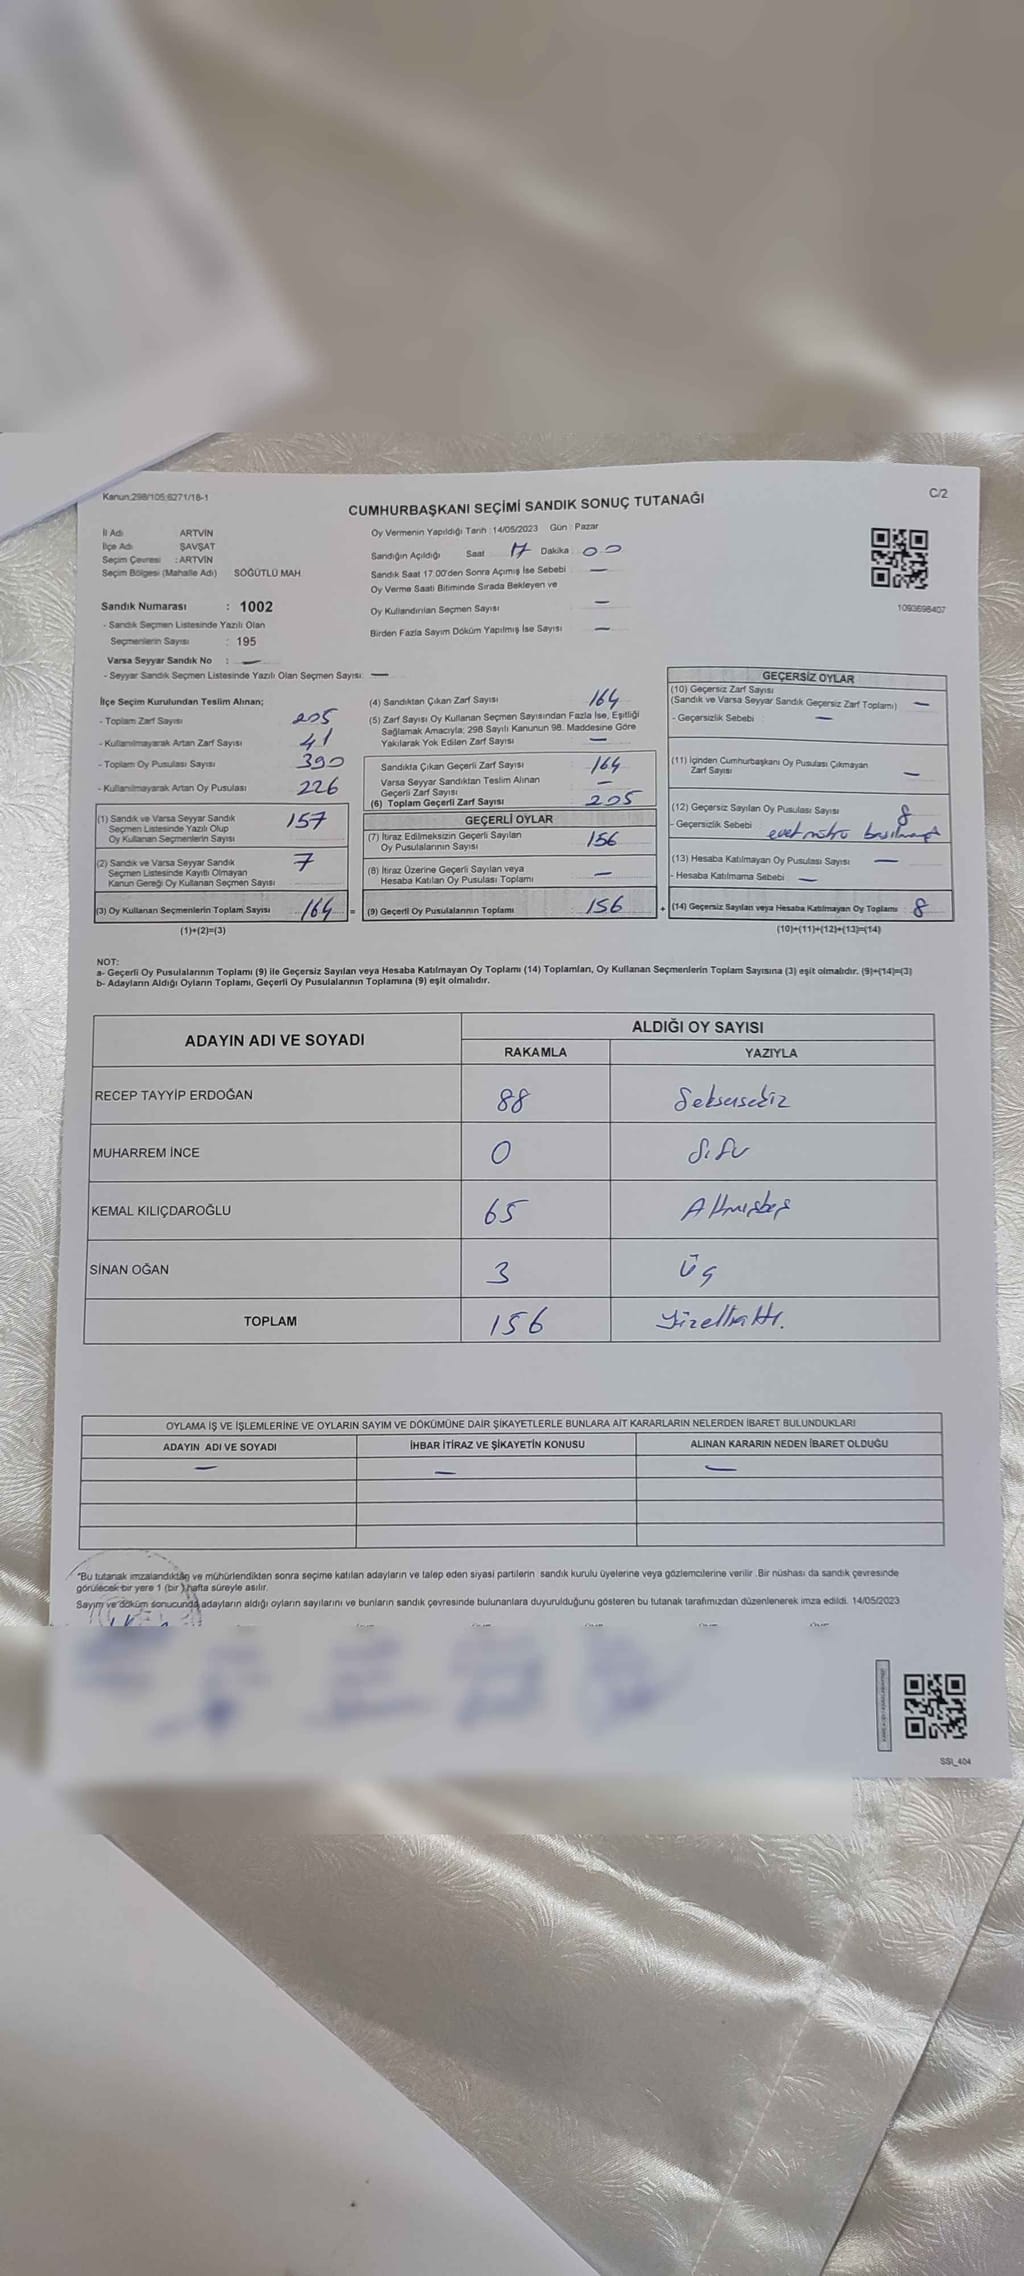 Kanun:298/105;6271/18-1
C/2
CUMHURBAŞKANI SEÇİMİ SANDIK SONUÇ TUTANAĞI
İl Adı ARTVİN
İlçe Adı ŞAVŞAT
Seçim Çevresi : ARTVİN
Seçim Bölgesi (Mahalle Adı) SÖĞÜTLÜ MAH.
Sandık Numarası : 1002
- Sandık Seçmen Listesinde Yazılı Olan
Seçmenlerin Sayısı : 195
Varsa Seyyar Sandık No : —
- Seyyar Sandık Seçmen Listesinde Yazılı Olan Seçmen Sayısı: —
Oy Vermenin Yapıldığı Tarih : 14/05/2023 Gün : Pazar
Sandığın Açıldığı Saat 17 Dakika : 00
Sandık Saat 17.00'den Sonra Açımış İse Sebebi : —
Oy Verme Saati Bitiminde Sırada Bekleyen ve
Oy Kullandırılan Seçmen Sayısı : —
Birden Fazla Sayım Döküm Yapılmış İse Sayısı : —
1093698407
İlçe Seçim Kurulundan Teslim Alınan;
- Toplam Zarf Sayısı 205
- Kullanılmayarak Artan Zarf Sayısı 41
- Toplam Oy Pusulası Sayısı 390
- Kullanılmayarak Artan Oy Pusulası 226
(1) Sandık ve Varsa Seyyar Sandık
Seçmen Listesinde Yazılı Olup
Oy Kullanan Seçmenlerin Sayısı 157
(2) Sandık ve Varsa Seyyar Sandık
Seçmen Listesinde Kayıtlı Olmayan
Kanun Gereği Oy Kullanan Seçmen Sayısı 7
(3) Oy Kullanan Seçmenlerin Toplam Sayısı 164 =
(1)+(2)=(3)
(4) Sandıktan Çıkan Zarf Sayısı 164
(5) Zarf Sayısı Oy Kullanan Seçmen Sayısından Fazla İse, Eşitliği
Sağlamak Amacıyla; 298 Sayılı Kanunun 98. Maddesine Göre
Yakılarak Yok Edilen Zarf Sayısı —
Sandıkta Çıkan Geçerli Zarf Sayısı 164
Varsa Seyyar Sandıktan Teslim Alınan
Geçerli Zarf Sayısı —
(6) Toplam Geçerli Zarf Sayısı 205
GEÇERLİ OYLAR
(7) İtiraz Edilmeksizin Geçerli Sayılan
Oy Pusulalarının Sayısı 156
(8) İtiraz Üzerine Geçerli Sayılan veya
Hesaba Katılan Oy Pusulası Toplamı —
(9) Geçerli Oy Pusulalarının Toplamı 156 +
GEÇERSİZ OYLAR
(10) Geçersiz Zarf Sayısı
(Sandık ve Varsa Seyyar Sandık Geçersiz Zarf Toplamı) —
- Geçersizlik Sebebi : —
(11) İçinden Cumhurbaşkanı Oy Pusulası Çıkmayan
Zarf Sayısı —
(12) Geçersiz Sayılan Oy Pusulası Sayısı 8
- Geçersizlik Sebebi : evet
(13) Hesaba Katılmayan Oy Pusulası Sayısı —
- Hesaba Katılmama Sebebi : —
(14) Geçersiz Sayılan veya Hesaba Katılmayan Oy Toplamı 8
(10)+(11)+(12)+(13)=(14)
NOT:
a- Geçerli Oy Pusulalarının Toplamı (9) ile Geçersiz Sayılan veya Hesaba Katılmayan Oy Toplamı (14) Toplamları, Oy Kullanan Seçmenlerin Toplam Sayısına (3) eşit olmalıdır. (9)+(14)=(3)
b- Adayların Aldığı Oyların Toplamı, Geçerli Oy Pusulalarının Toplamına (9) eşit olmalıdır.
ADAYIN ADI VE SOYADI ALDIĞI OY SAYISI
RAKAMLA YAZIYLA
RECEP TAYYİP ERDOĞAN 88 Seksensekiz
MUHARREM İNCE 0 Sıfır
KEMAL KILIÇDAROĞLU 65 Altmışbeş
SİNAN OĞAN 3 Üç
TOPLAM 156 Yüzellialtı.
OYLAMA İŞ VE İŞLEMLERİNE VE OYLARIN SAYIM VE DÖKÜMÜNE DAİR ŞİKAYETLERLE BUNLARA AİT KARARLARIN NELERDEN İBARET BULUNDUKLARI
ADAYIN ADI VE SOYADI İHBAR İTİRAZ VE ŞİKAYETİN KONUSU ALINAN KARARIN NEDEN İBARET OLDUĞU
— — —
"Bu tutanak imzalandıktan ve mühürlendikten sonra seçime katılan adayların ve talep eden siyasi partilerin sandık kurulu üyelerine veya gözlemcilerine verilir .Bir nüshası da sandık çevresinde
görülecek bir yere 1 (bir ) hafta süreyle asılır.
Sayım ve döküm sonucunda adayların aldığı oyların sayılarını ve bunların sandık çevresinde bulunanlara duyurulduğunu gösteren bu tutanak tarafımızdan düzenlenerek imza edildi. 14/05/2023
SSI_404